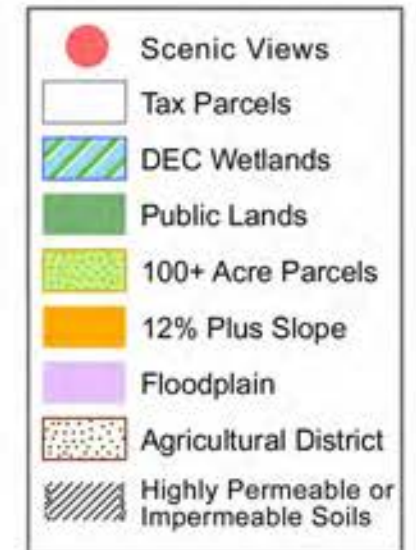 Scenic Views
Tax Parcels
DEC Wetlands
Public Lands
100+ Acre Parcels
12% Plus Slope
Floodplain
Agricultural District
Highly Permeable or
Impermeable Soils